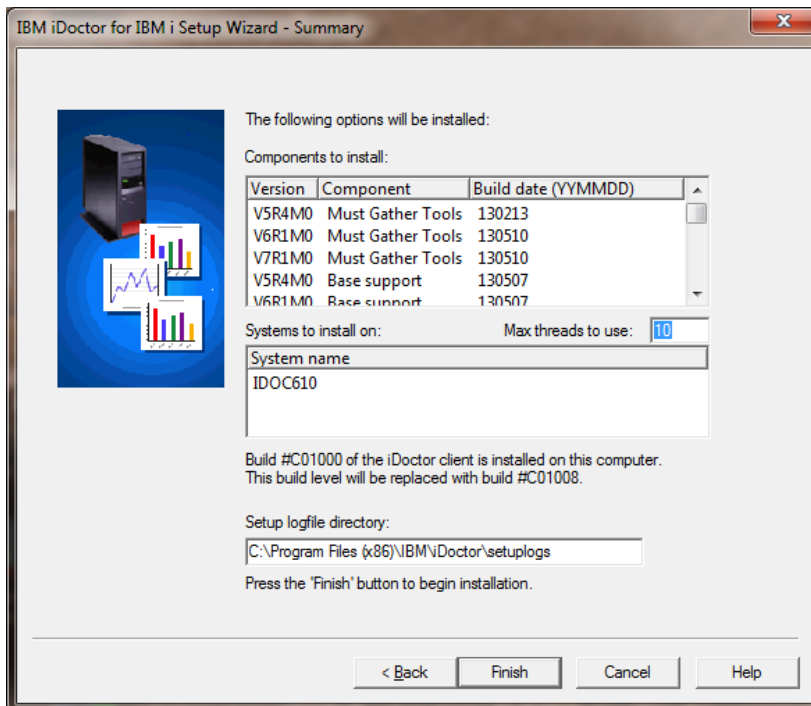 IBM iDoctor for IBM i Setup Wizard - Summary
The following options will be installed:
Components to install:
Version Component Build date (YYMMDD)
V5R4M0 Must Gather Tools 130213
V6R1M0 Must Gather Tools 130510
V7R1M0 Must Gather Tools 130510
V5R4M0 Base support 130507
V6R1M0 Base support 130507
Systems to install on: Max threads to use: 10
System name
IDOC610
Build #C01000 of the iDoctor client is installed on this computer.
This build level will be replaced with build #C01008.
Setup logfile directory:
C:\Program Files (x86)\IBM\iDoctor\setuplogs
Press the 'Finish' button to begin installation.
< Back Finish Cancel Help